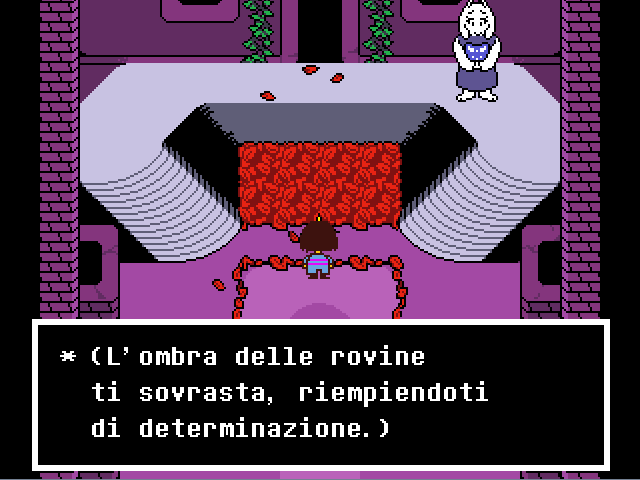 * (L'ombra delle rovine
ti sovrasta, riempiendoti
di determinazione.)